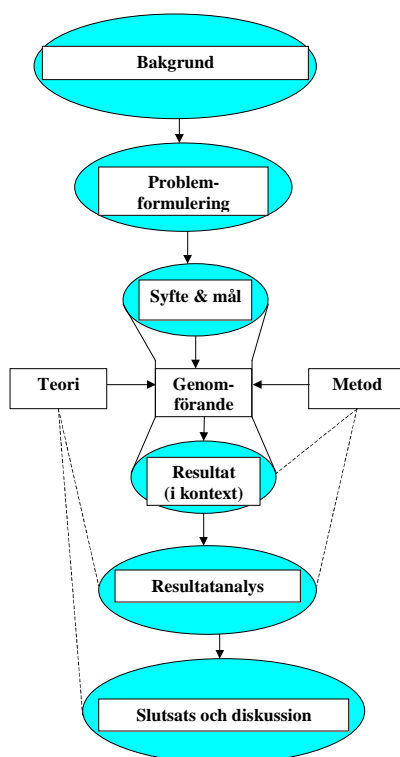 Bakgrund
Problem-
formulering
Syfte & mål
Teori
Genom-
förande
Metod
Resultat
(i kontext)
Resultatanalys
Slutsats och diskussion